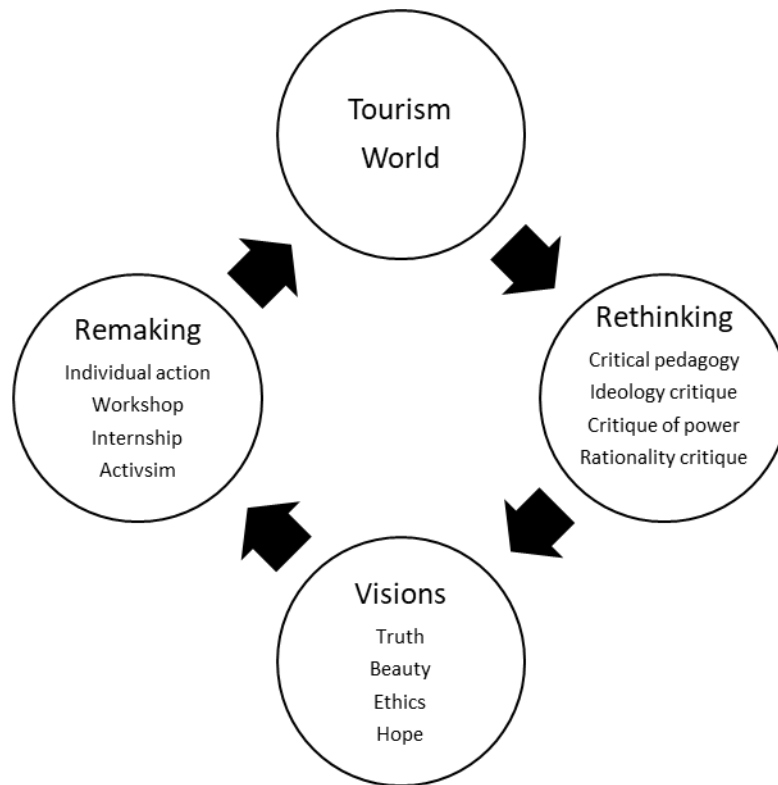 Tourism
World
Rethinking
Critical pedagogy
Ideology critique
Critique of power
Rationality critique
Visions
Truth
Beauty
Ethics
Hope
Remaking
Individual action
Workshop
Internship
Activsim